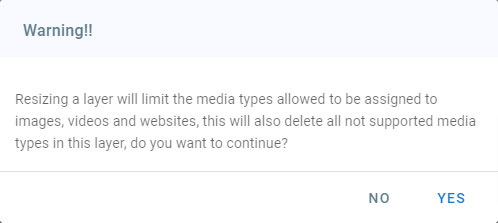 Warning!!
Resizing a layer will limit the media types allowed to be assigned to
images, videos and websites, this will also delete all not supported media
types in this layer, do you want to continue?
NO YES